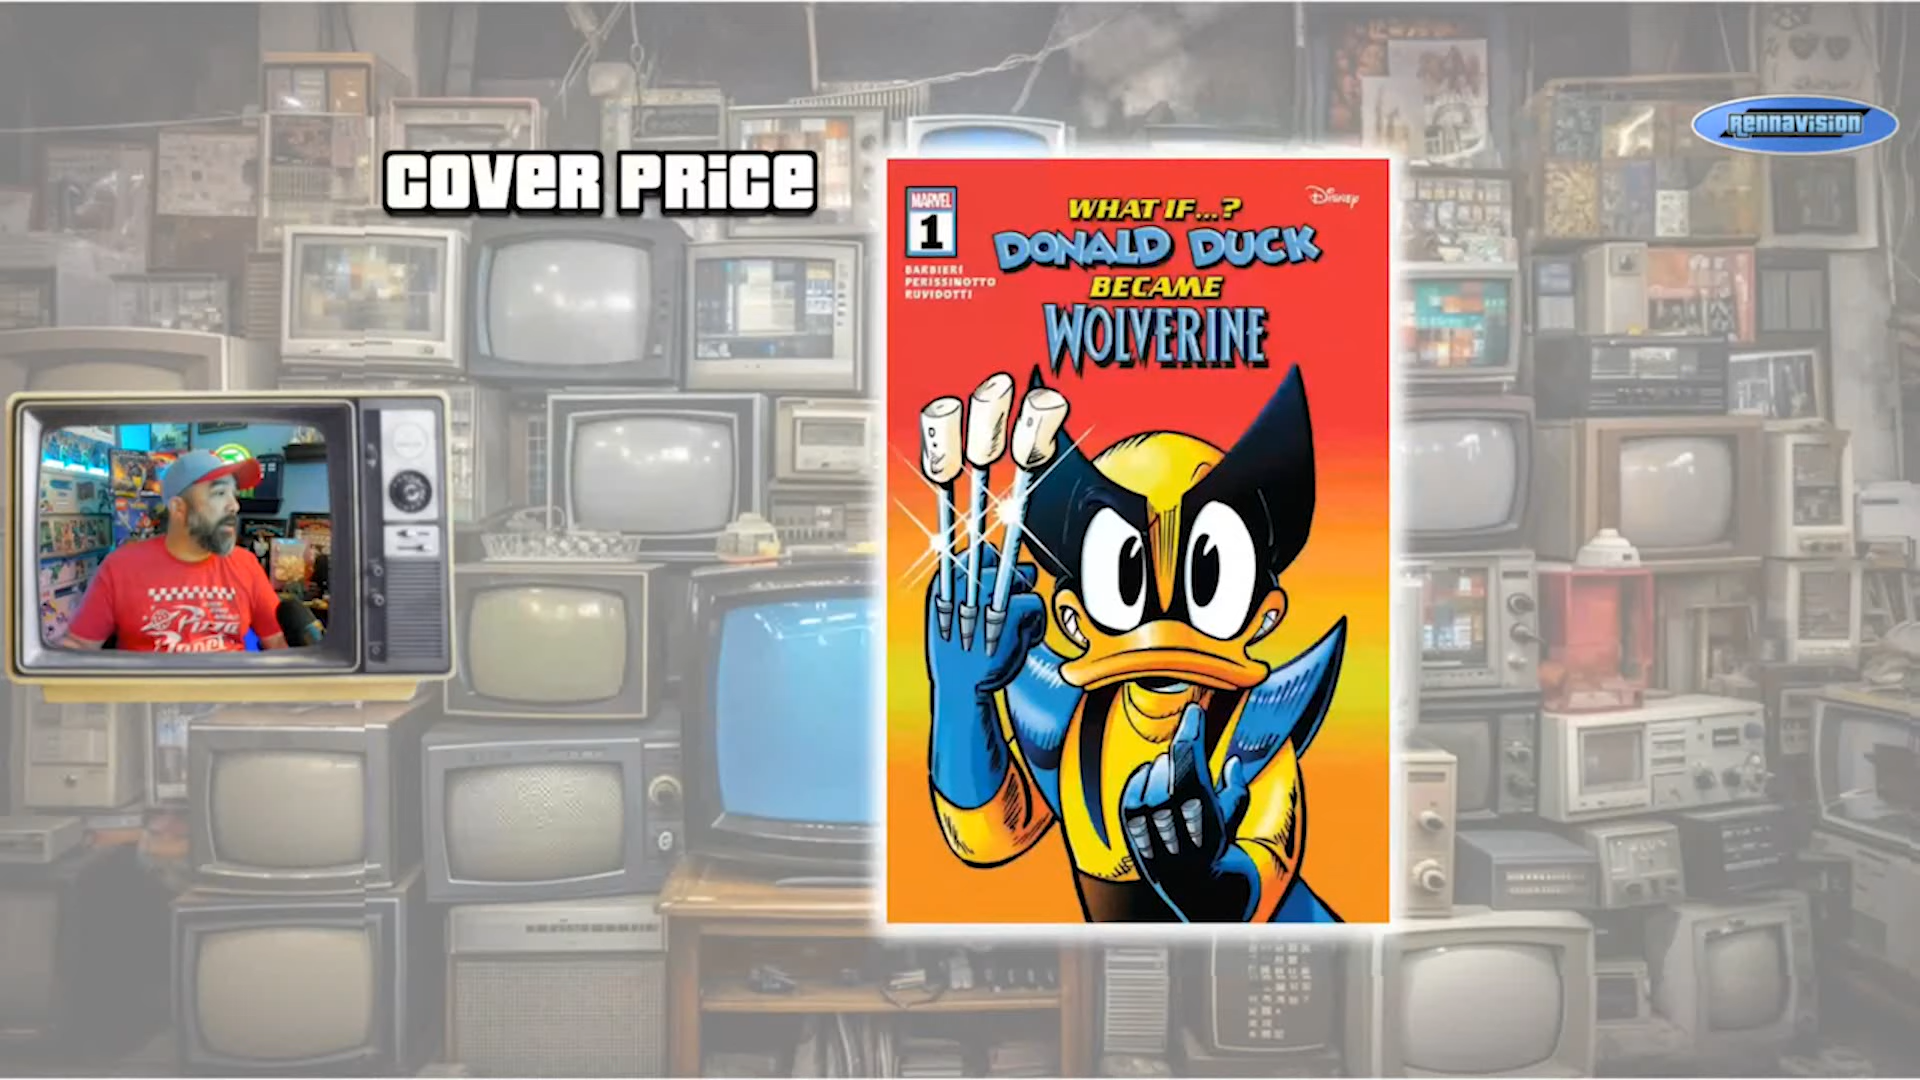 COVER PRICE
Rennavision
MARVEL
1
BARBIERI
PERISSINOTTO
RUVIDOTTI
Disney
WHAT IF...?
DONALD DUCK
BECAME
WOLVERINE